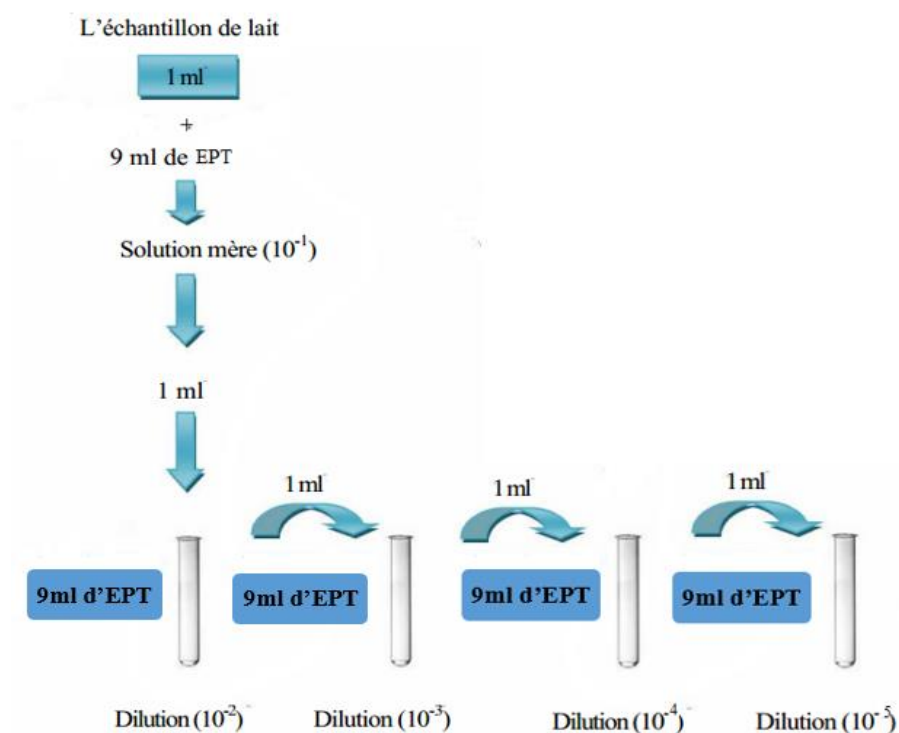 L'échantillon de lait
1 ml
+
9 ml de EPT
Solution mère (10⁻¹)
1 ml
1 ml 1 ml 1 ml
9ml d'EPT 9ml d'EPT 9ml d'EPT 9ml d'EPT
Dilution (10⁻²) Dilution (10⁻³) Dilution (10⁻⁴) Dilution (10⁻⁵)